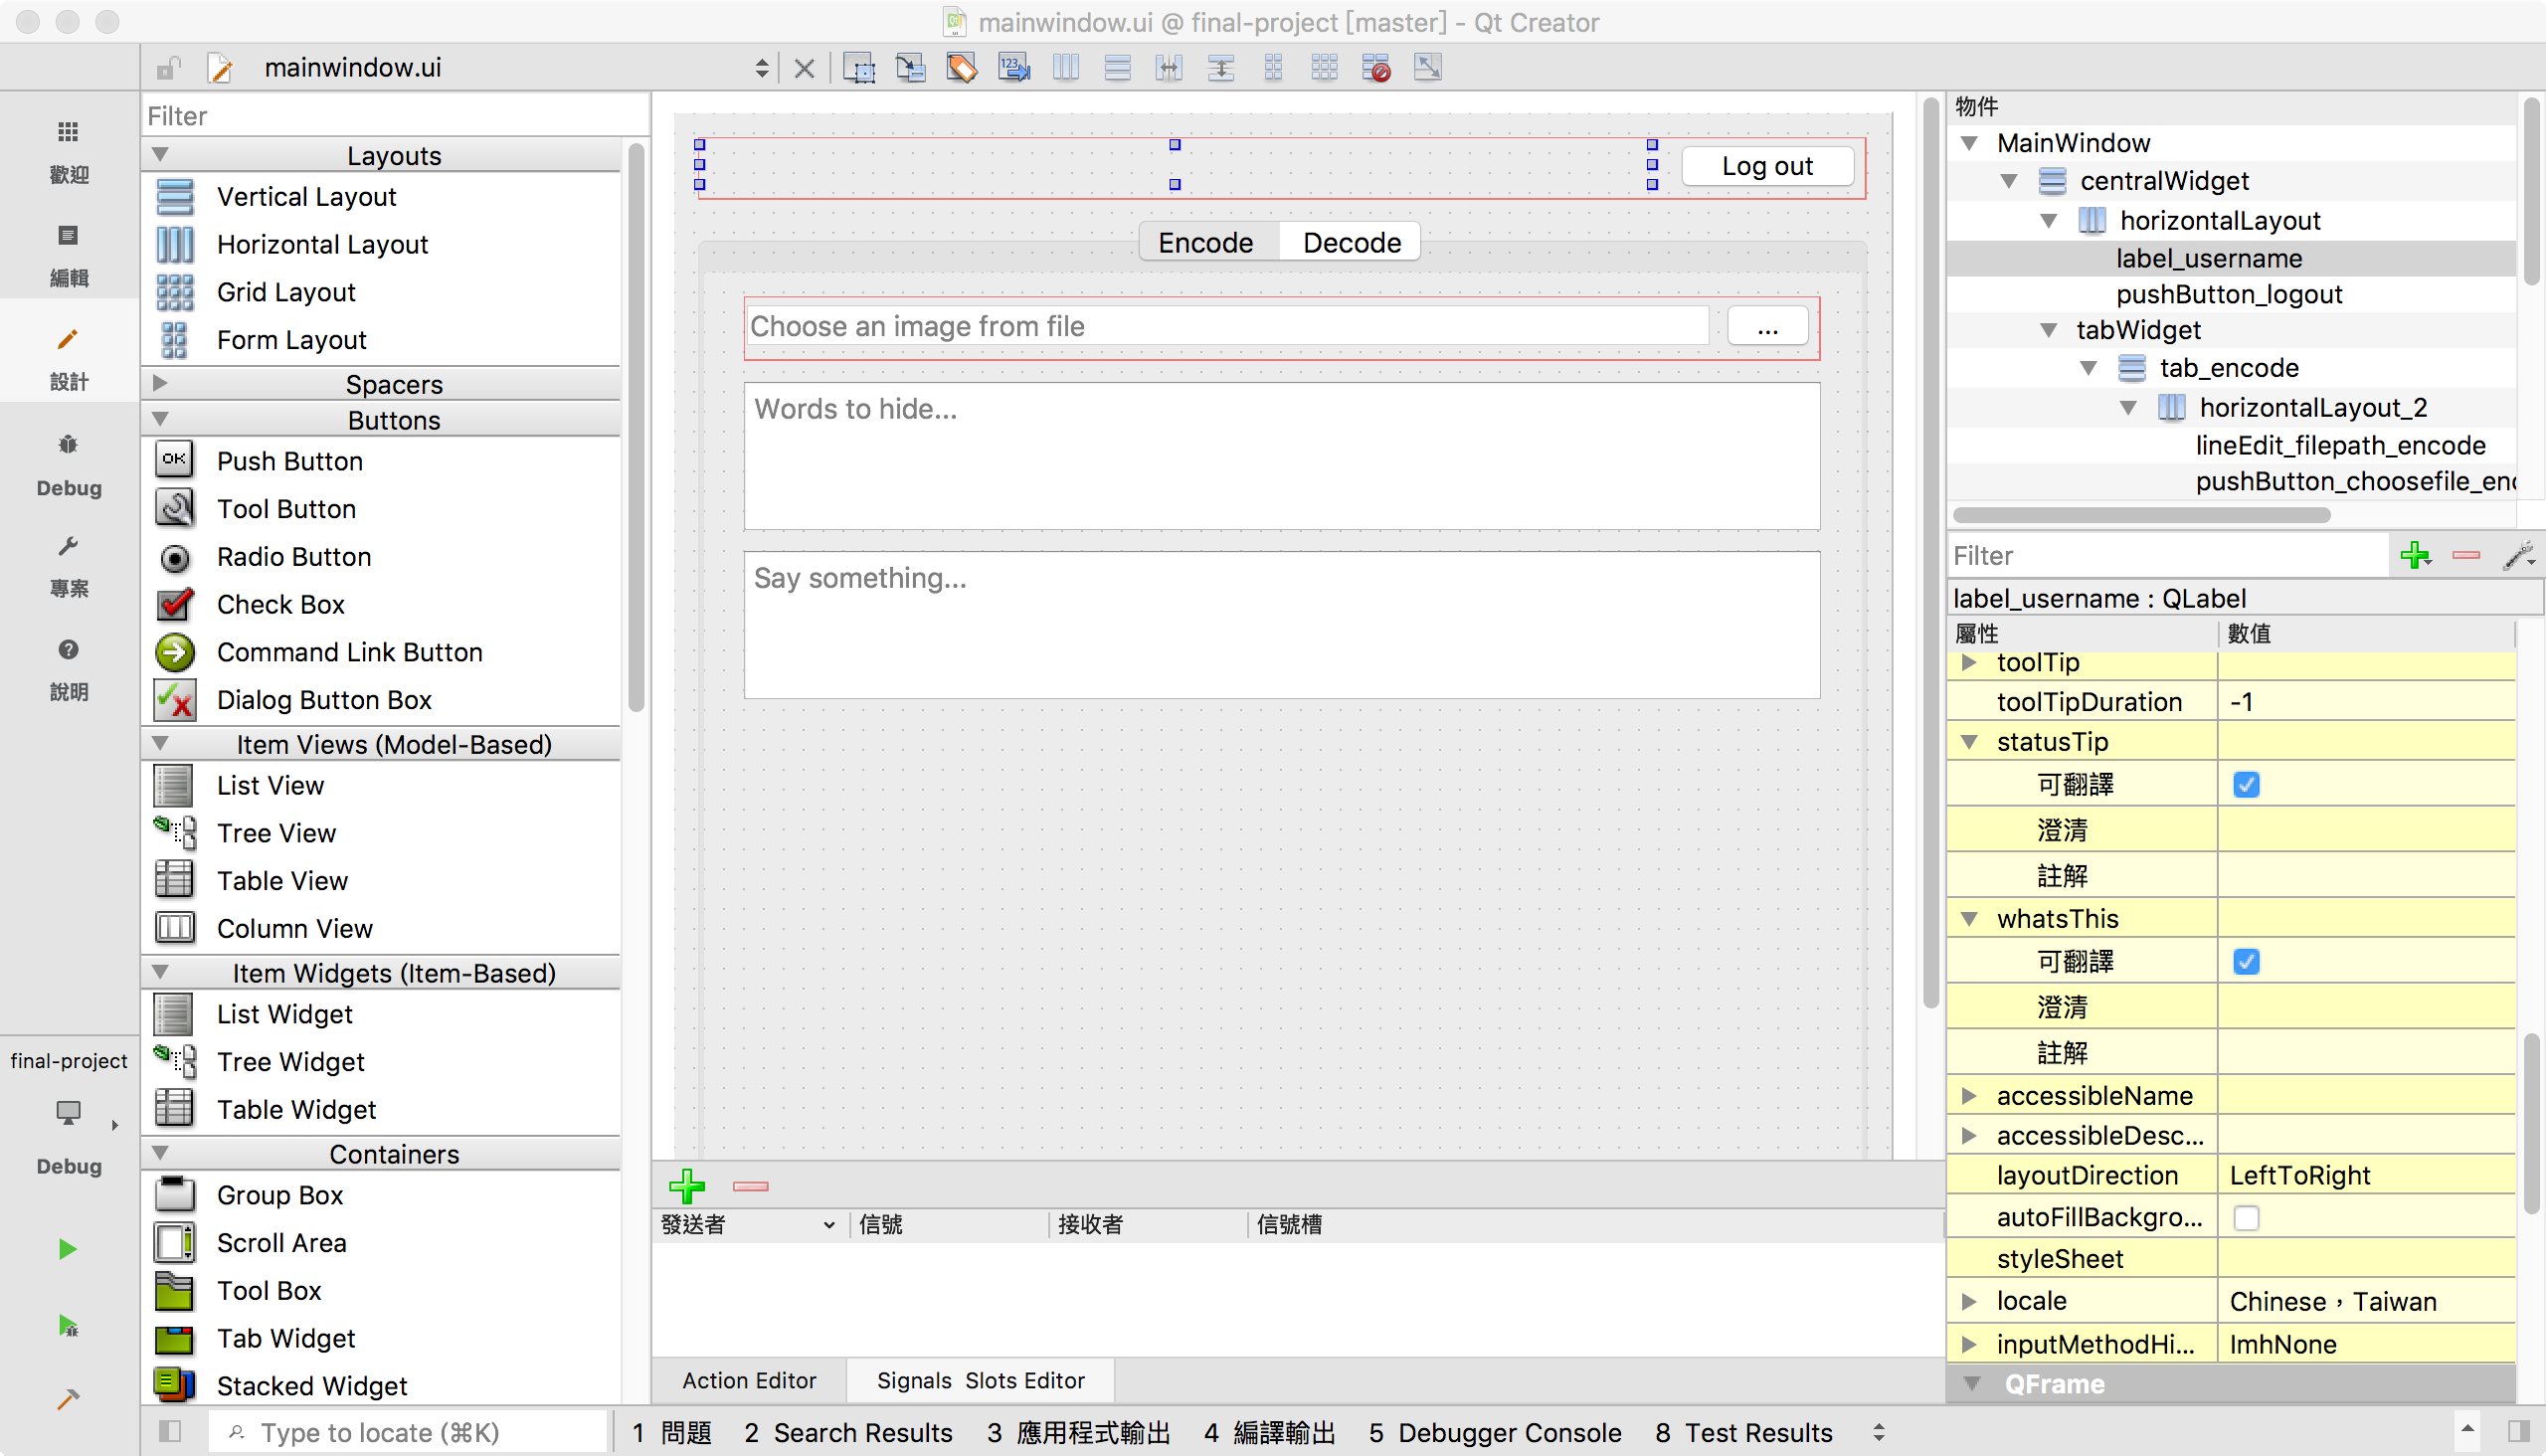 mainwindow.ui @ final-project [master] - Qt Creator
mainwindow.ui
歡迎
編輯
設計
Debug
專案
說明
final-project
Debug
Filter
Layouts
Vertical Layout
Horizontal Layout
Grid Layout
Form Layout
Spacers
Buttons
OK
Push Button
Tool Button
Radio Button
Check Box
Command Link Button
Dialog Button Box
Item Views (Model-Based)
List View
Tree View
Table View
Column View
Item Widgets (Item-Based)
List Widget
Tree Widget
Table Widget
Containers
Group Box
Scroll Area
Tool Box
Tab Widget
Stacked Widget
123
Log out
Encode Decode
Choose an image from file ...
Words to hide...
Say something...
發送者 信號 接收者 信號槽
Action Editor Signals Slots Editor
物件
MainWindow
centralWidget
horizontalLayout
label_username
pushButton_logout
tabWidget
tab_encode
horizontalLayout_2
lineEdit_filepath_encode
pushButton_choosefile_enc
Filter
label_username : QLabel
屬性 數值
toolTip
toolTipDuration -1
statusTip
可翻譯
澄清
註解
whatsThis
可翻譯
澄清
註解
accessibleName
accessibleDesc...
layoutDirection LeftToRight
autoFillBackgro...
styleSheet
locale Chinese，Taiwan
inputMethodHi... ImhNone
QFrame
Type to locate (⌘K) 1 問題 2 Search Results 3 應用程式輸出 4 編譯輸出 5 Debugger Console 8 Test Results